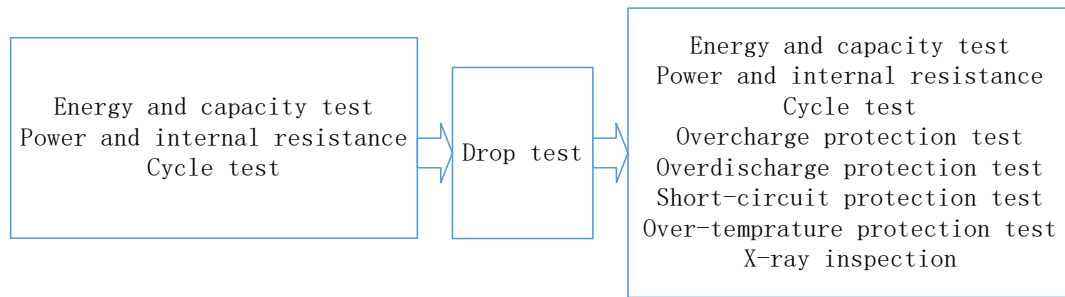 Energy and capacity test
Power and internal resistance
Cycle test
Drop test
Energy and capacity test
Power and internal resistance
Cycle test
Overcharge protection test
Overdischarge protection test
Short-circuit protection test
Over-temprature protection test
X-ray inspection